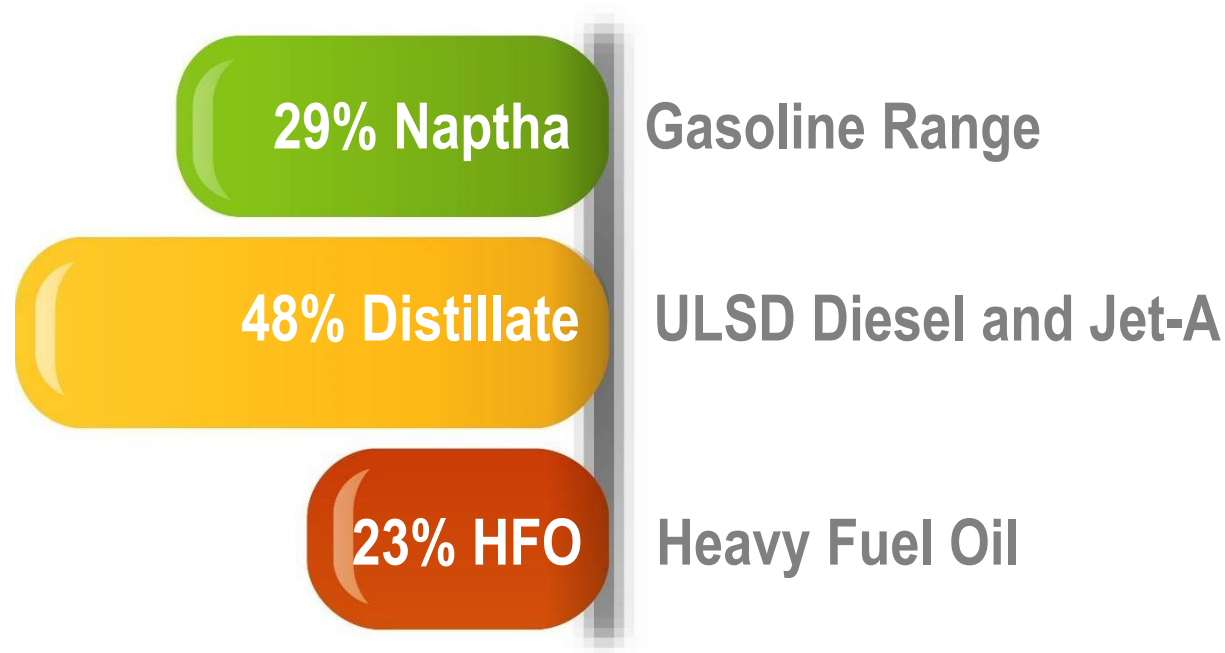 29% Naptha Gasoline Range
48% Distillate ULSD Diesel and Jet-A
23% HFO Heavy Fuel Oil